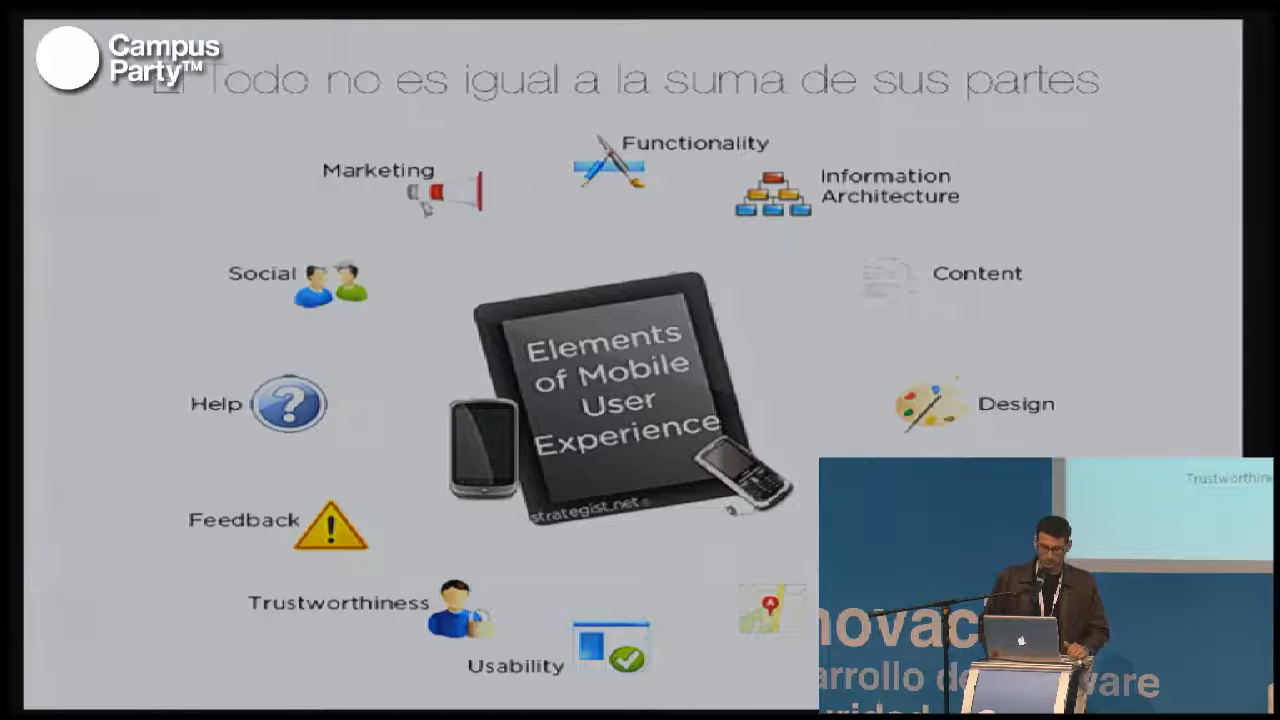 Campus
Party™
Todo no es igual a la suma de sus partes
Functionality
Marketing
Information
Architecture
Social
Content
Elements
of Mobile
User
Experience
Help
Design
strategist.net
Feedback
Trustworthiness
Usability
Trustworthine
novac
arrollo de
ware